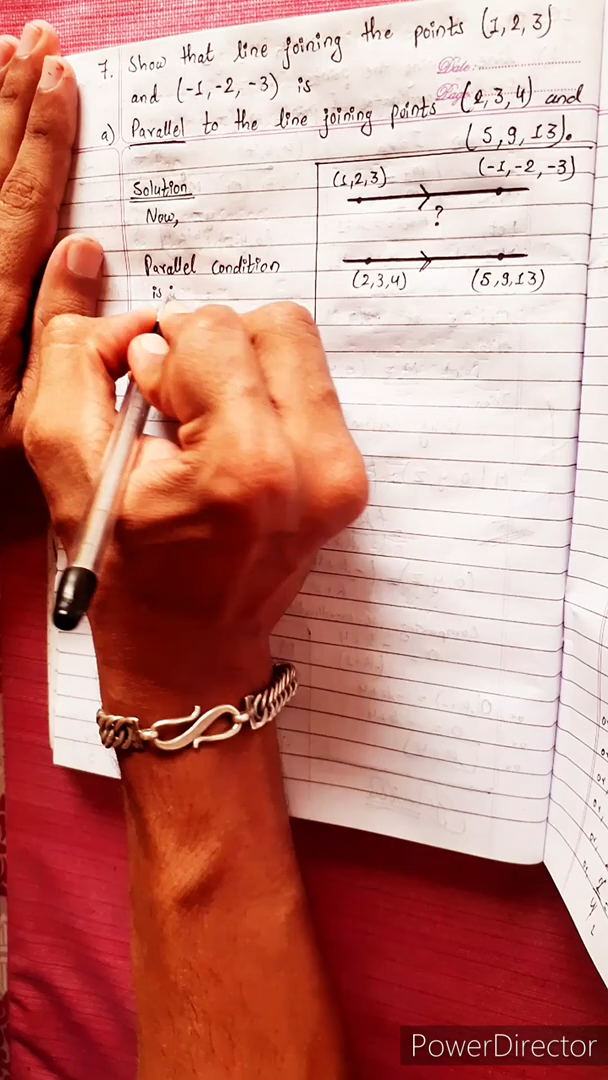 7. Show that line joining the points (1,2,3)
and (-1,-2,-3) is
Date:
a) Parallel to the line joining points (2,3,4) and
(5,9,13).
Solution
Now,
Parallel condition
is :
(1,2,3) (-1,-2,-3)
?
(2,3,4) (5,9,13)
PowerDirector